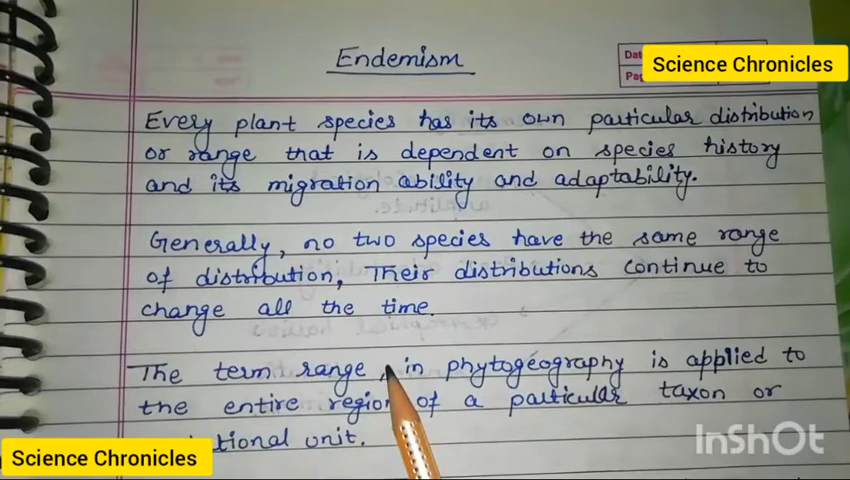 Endemism
Dat
Pag
Science Chronicles
Every plant species has its own particular distribution
or range that is dependent on species history
and its migration ability and adaptability.
Generally, no two species have the same range
of distribution, Their distributions continue to
change all the time.
The term range, in phytogeography is applied to
the entire region of a particular taxon or
tional unit.
InShOt
Science Chronicles